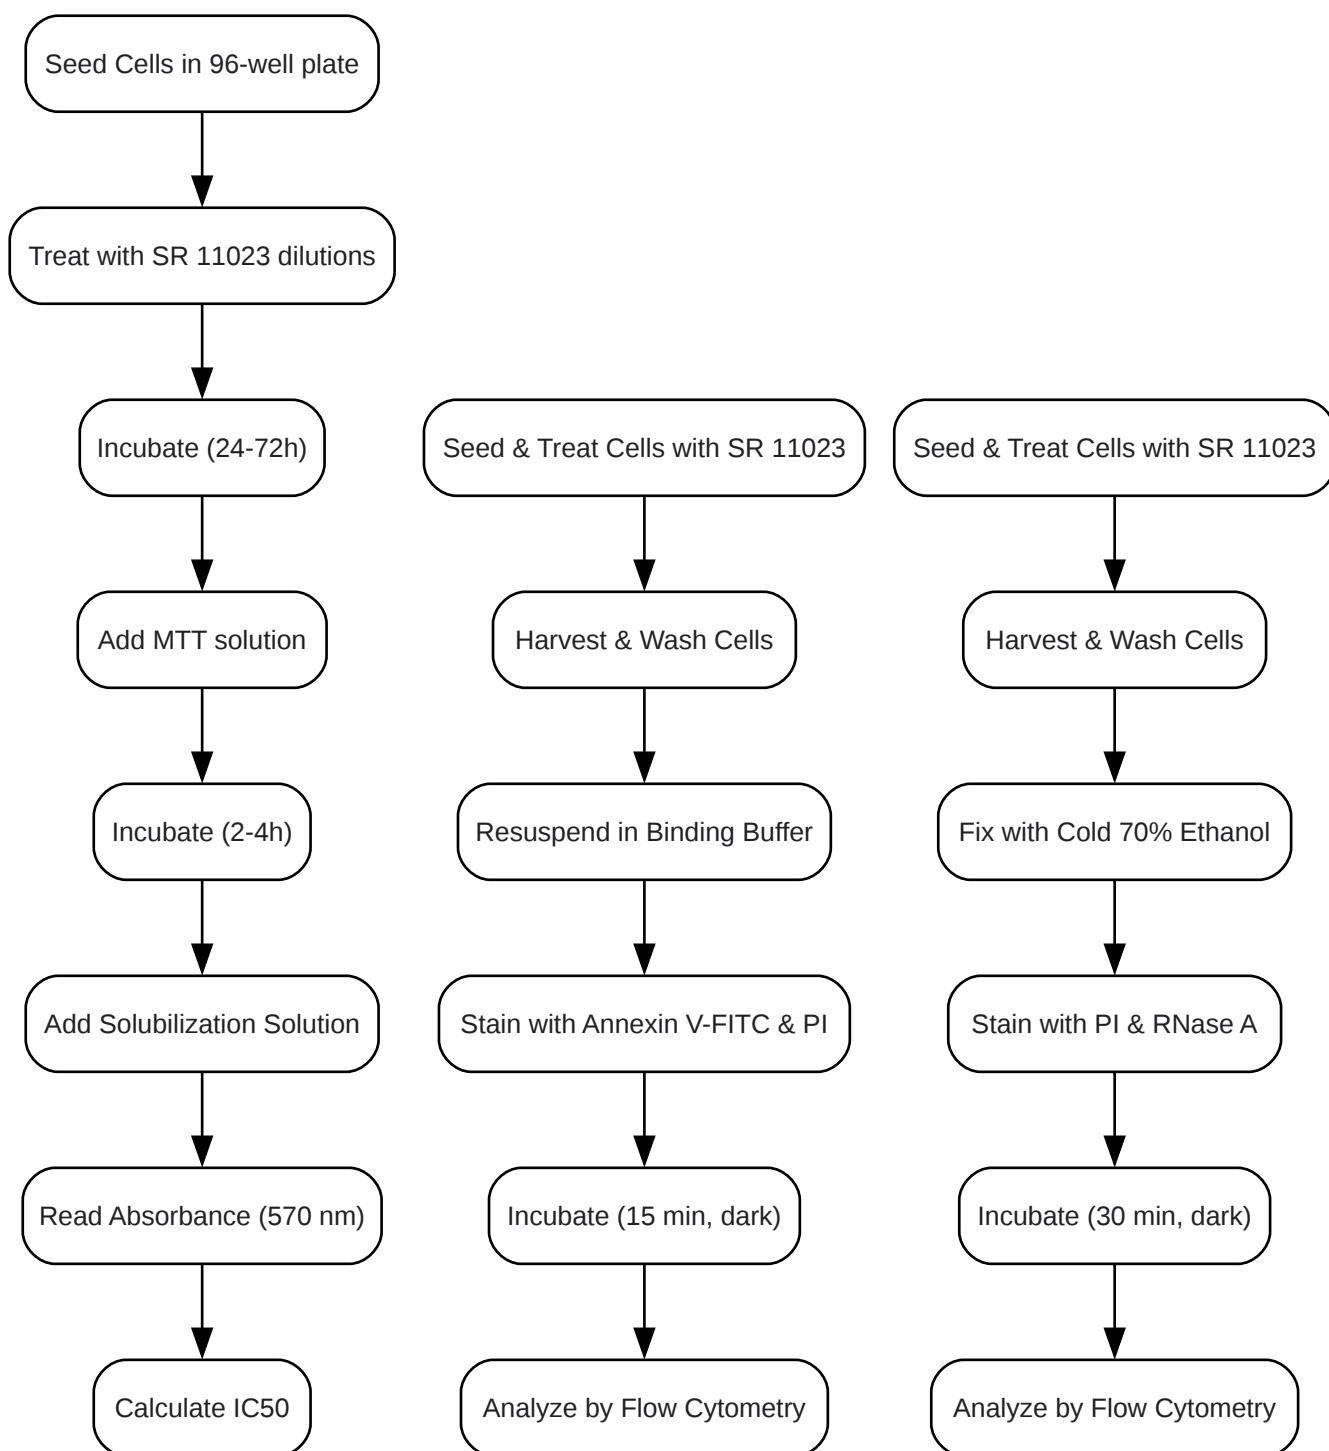 Seed Cells in 96-well plate
Treat with SR 11023 dilutions
Incubate (24-72h)
Add MTT solution
Incubate (2-4h)
Add Solubilization Solution
Read Absorbance (570 nm)
Calculate IC50
Seed & Treat Cells with SR 11023
Harvest & Wash Cells
Resuspend in Binding Buffer
Stain with Annexin V-FITC & PI
Incubate (15 min, dark)
Analyze by Flow Cytometry
Seed & Treat Cells with SR 11023
Harvest & Wash Cells
Fix with Cold 70% Ethanol
Stain with PI & RNase A
Incubate (30 min, dark)
Analyze by Flow Cytometry